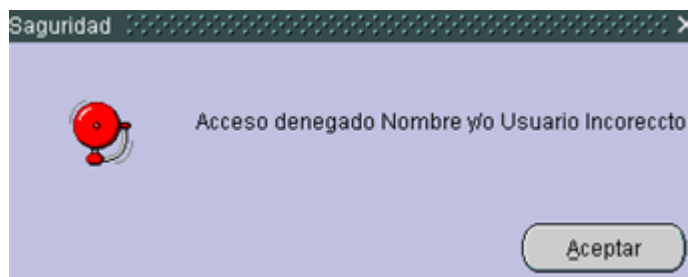 Saguridad
Acceso denegado Nombre y/o Usuario Incoreccto
Aceptar